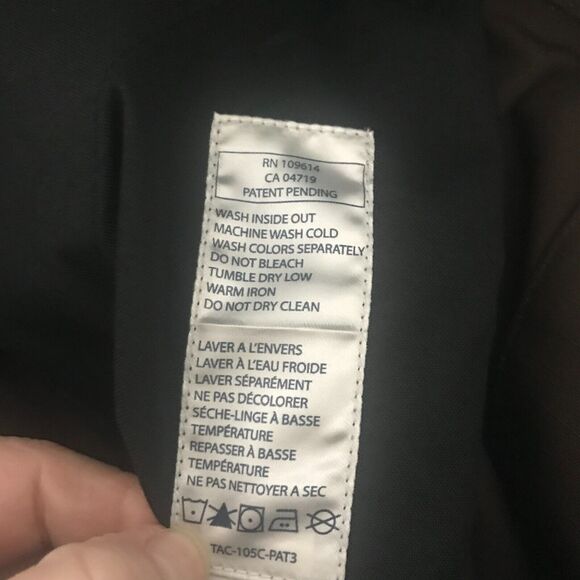 RN 109614
CA 04719
PATENT PENDING
WASH INSIDE OUT
MACHINE WASH COLD
WASH COLORS SEPARATELY
DO NOT BLEACH
TUMBLE DRY LOW
WARM IRON
DO NOT DRY CLEAN
LAVER A L'ENVERS
LAVER À L'EAU FROIDE
LAVER SÉPARÉMENT
NE PAS DÉCOLORER
SÉCHE-LINGE À BASSE
TEMPÉRATURE
REPASSER À BASSE
TEMPÉRATURE
NE PAS NETTOYER A SEC
TAC-105C-PAT3